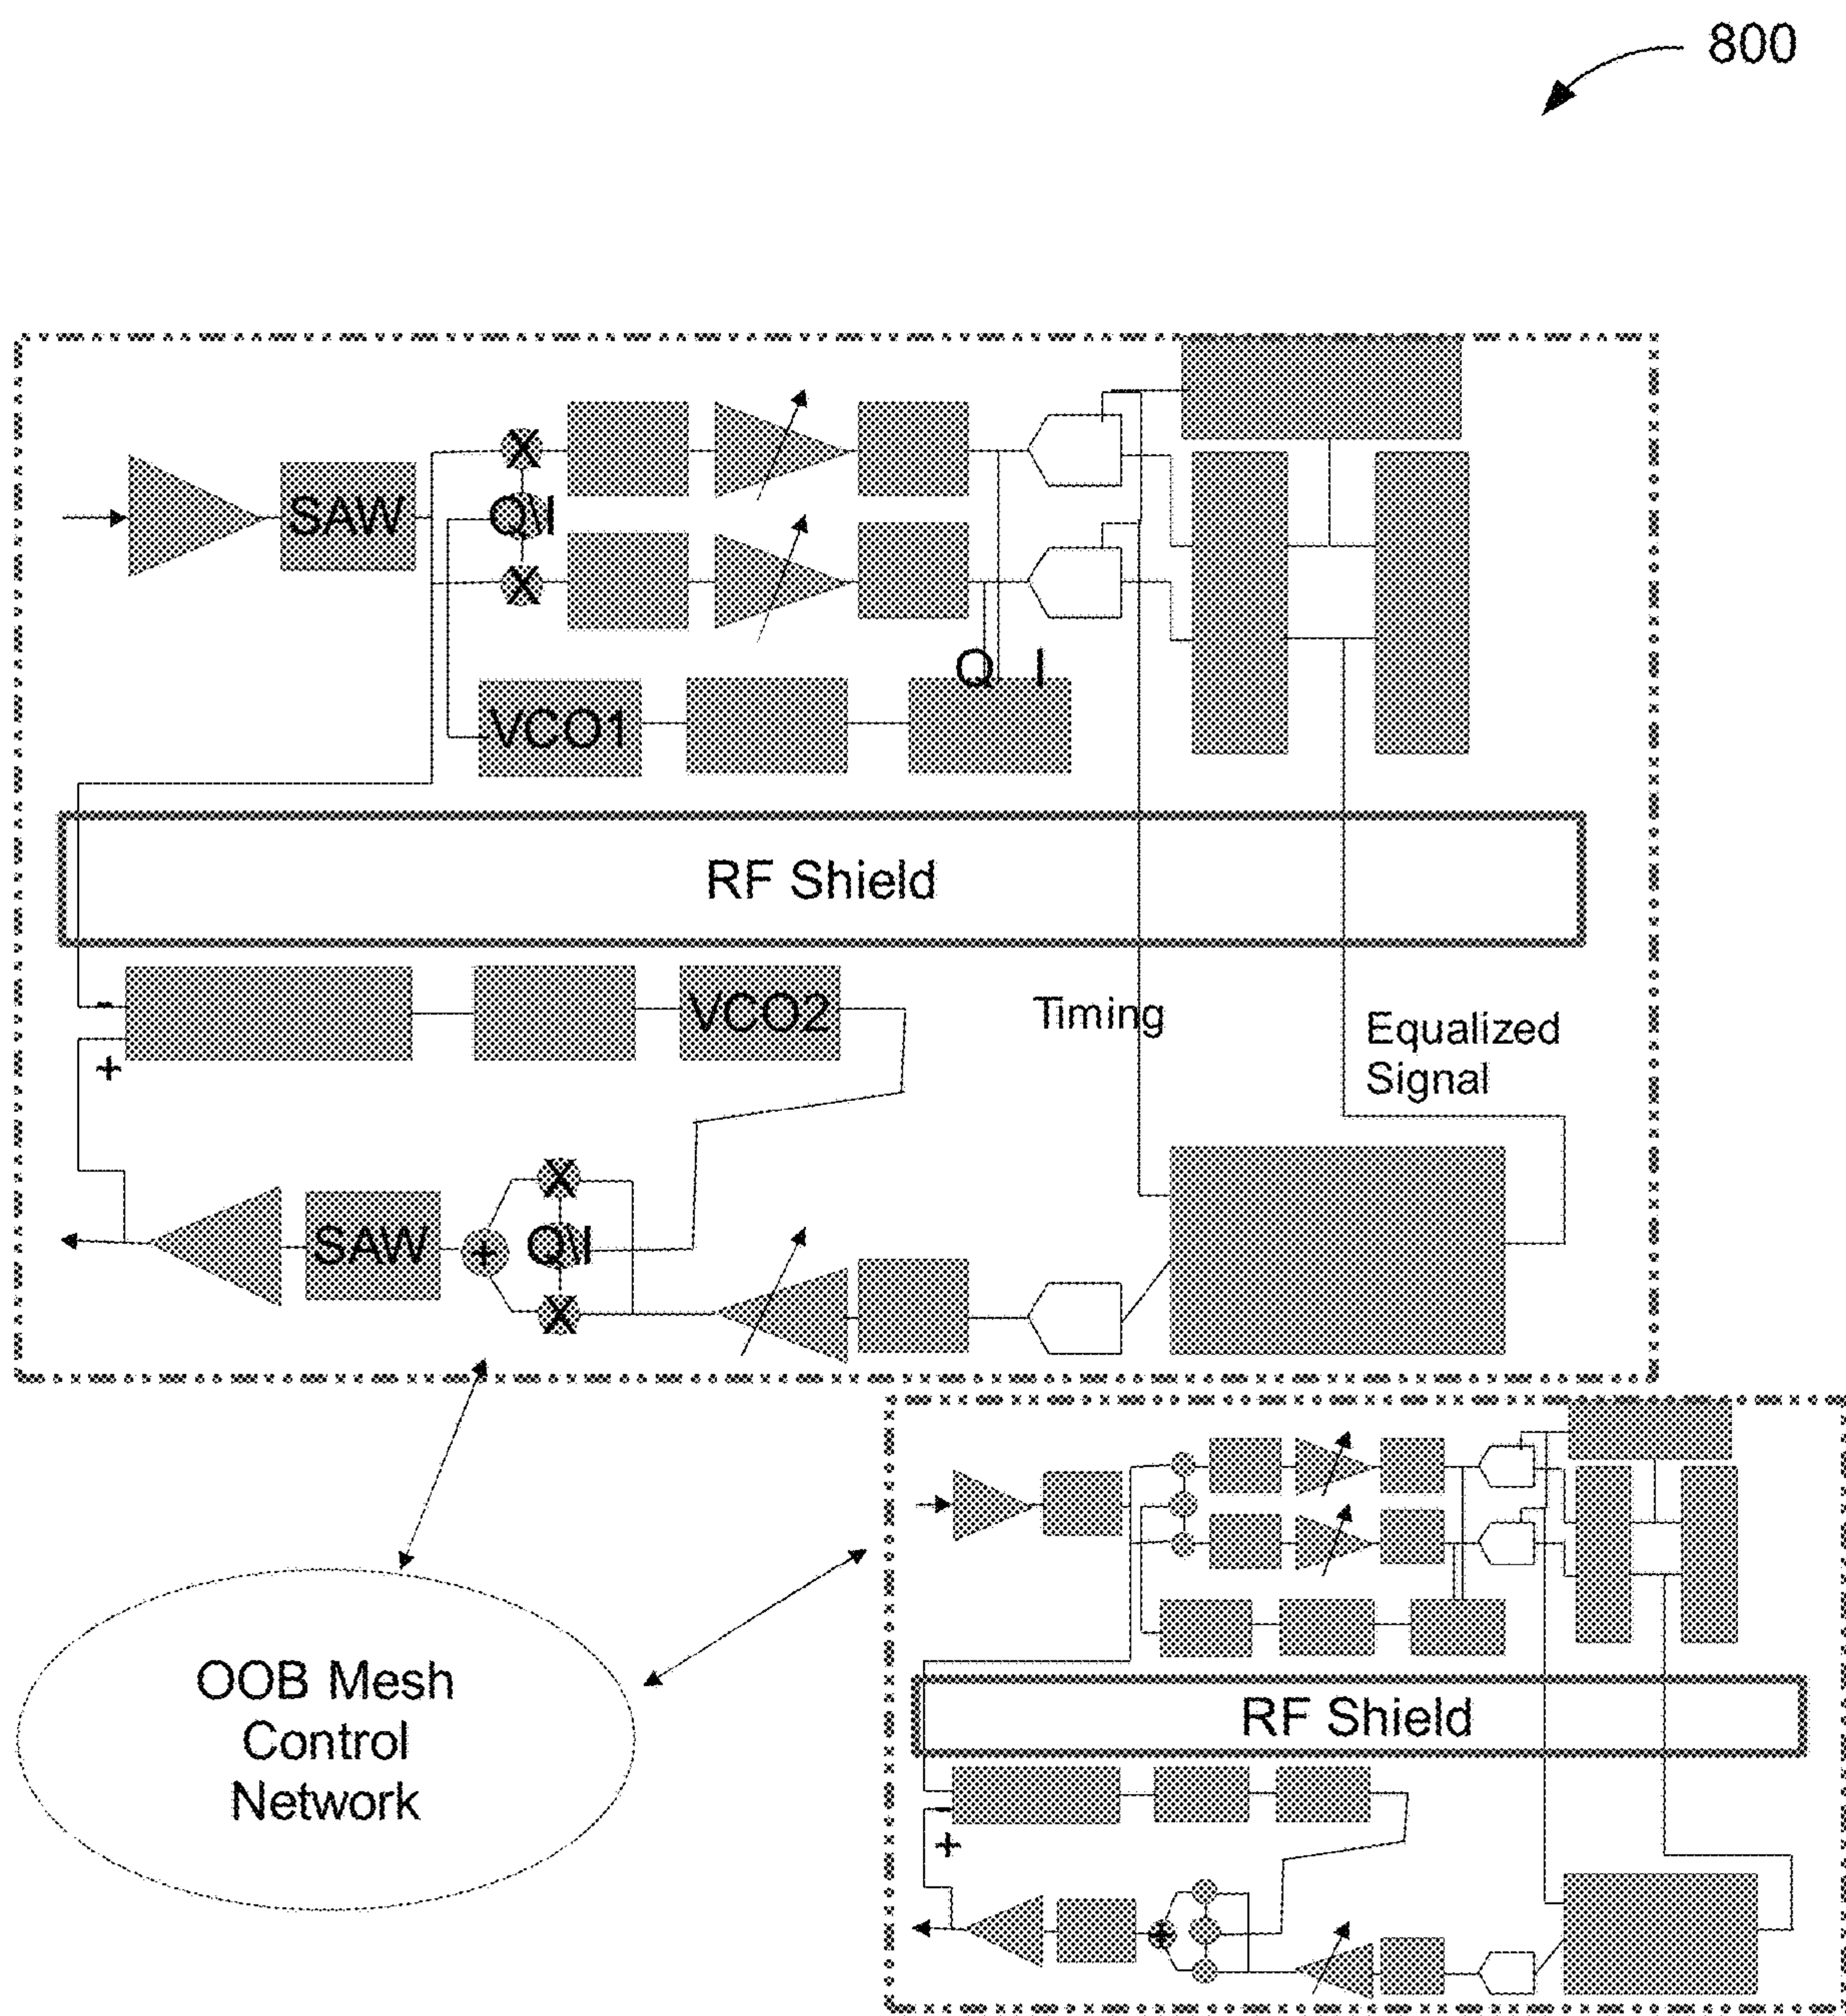 800
X
SAW
Q\I
X
Q I
VCO1
RF Shield
-
VCO2
Timing
+
Equalized
Signal
X
SAW
+
Q\I
X
OOB Mesh
Control
Network
RF Shield
-
+
+